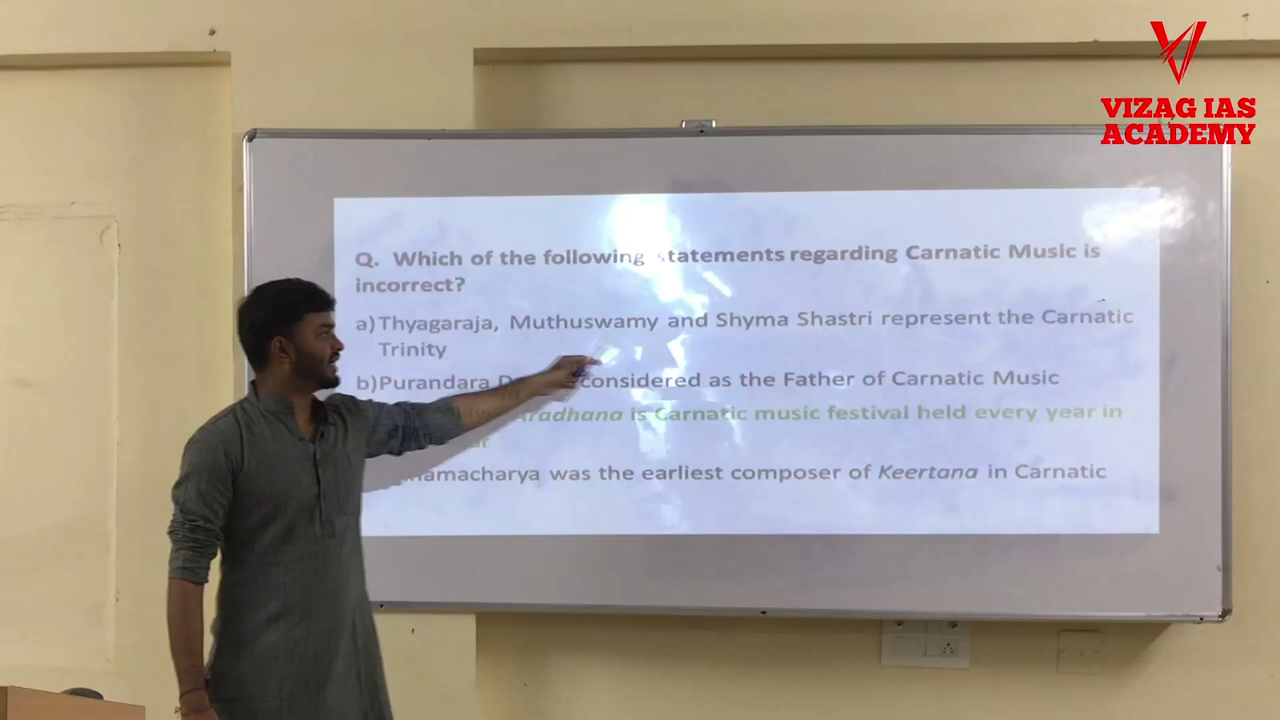 VIZAG IAS
ACADEMY
Q. Which of the following statements regarding Carnatic Music is
incorrect?
a) Thyagaraja, Muthuswamy and Shyma Shastri represent the Carnatic
Trinity
b) Purandara considered as the Father of Carnatic Music
Aradhana is Carnatic music festival held every year in
was the earliest composer of Keertana in Carnatic